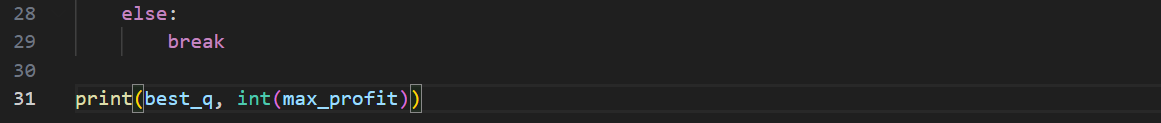 28 else:
29 break
30
31 print(best_q, int(max_profit))